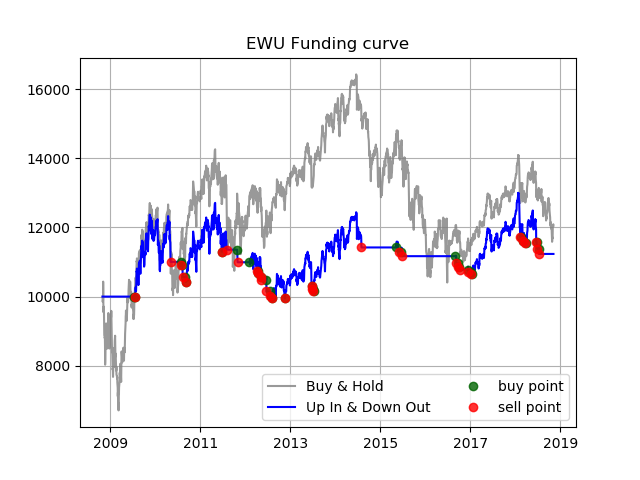 EWU Funding curve
16000
14000
12000
10000
8000
2009 2011 2013 2015 2017 2019
Buy & Hold
Up In & Down Out
buy point
sell point